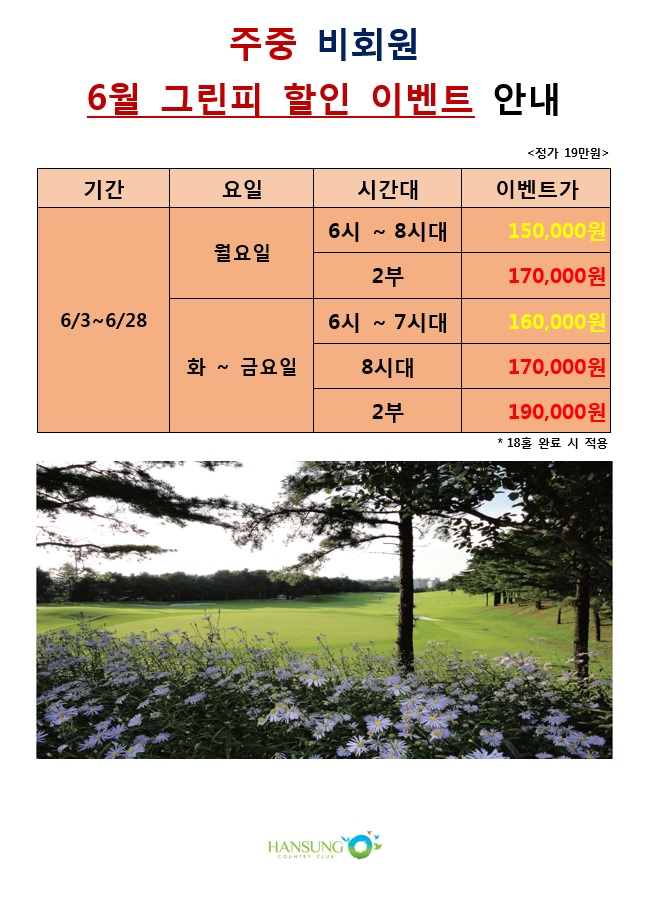 주중 비회원
6월 그린피 할인 이벤트 안내
<정가 19만원>
기간 요일 시간대 이벤트가
6/3~6/28 월요일 6시 ~ 8시대 150,000원
2부 170,000원
화 ~ 금요일 6시 ~ 7시대 160,000원
8시대 170,000원
2부 190,000원
* 18홀 완료 시 적용
HANSUNG
COUNTRY CLUB